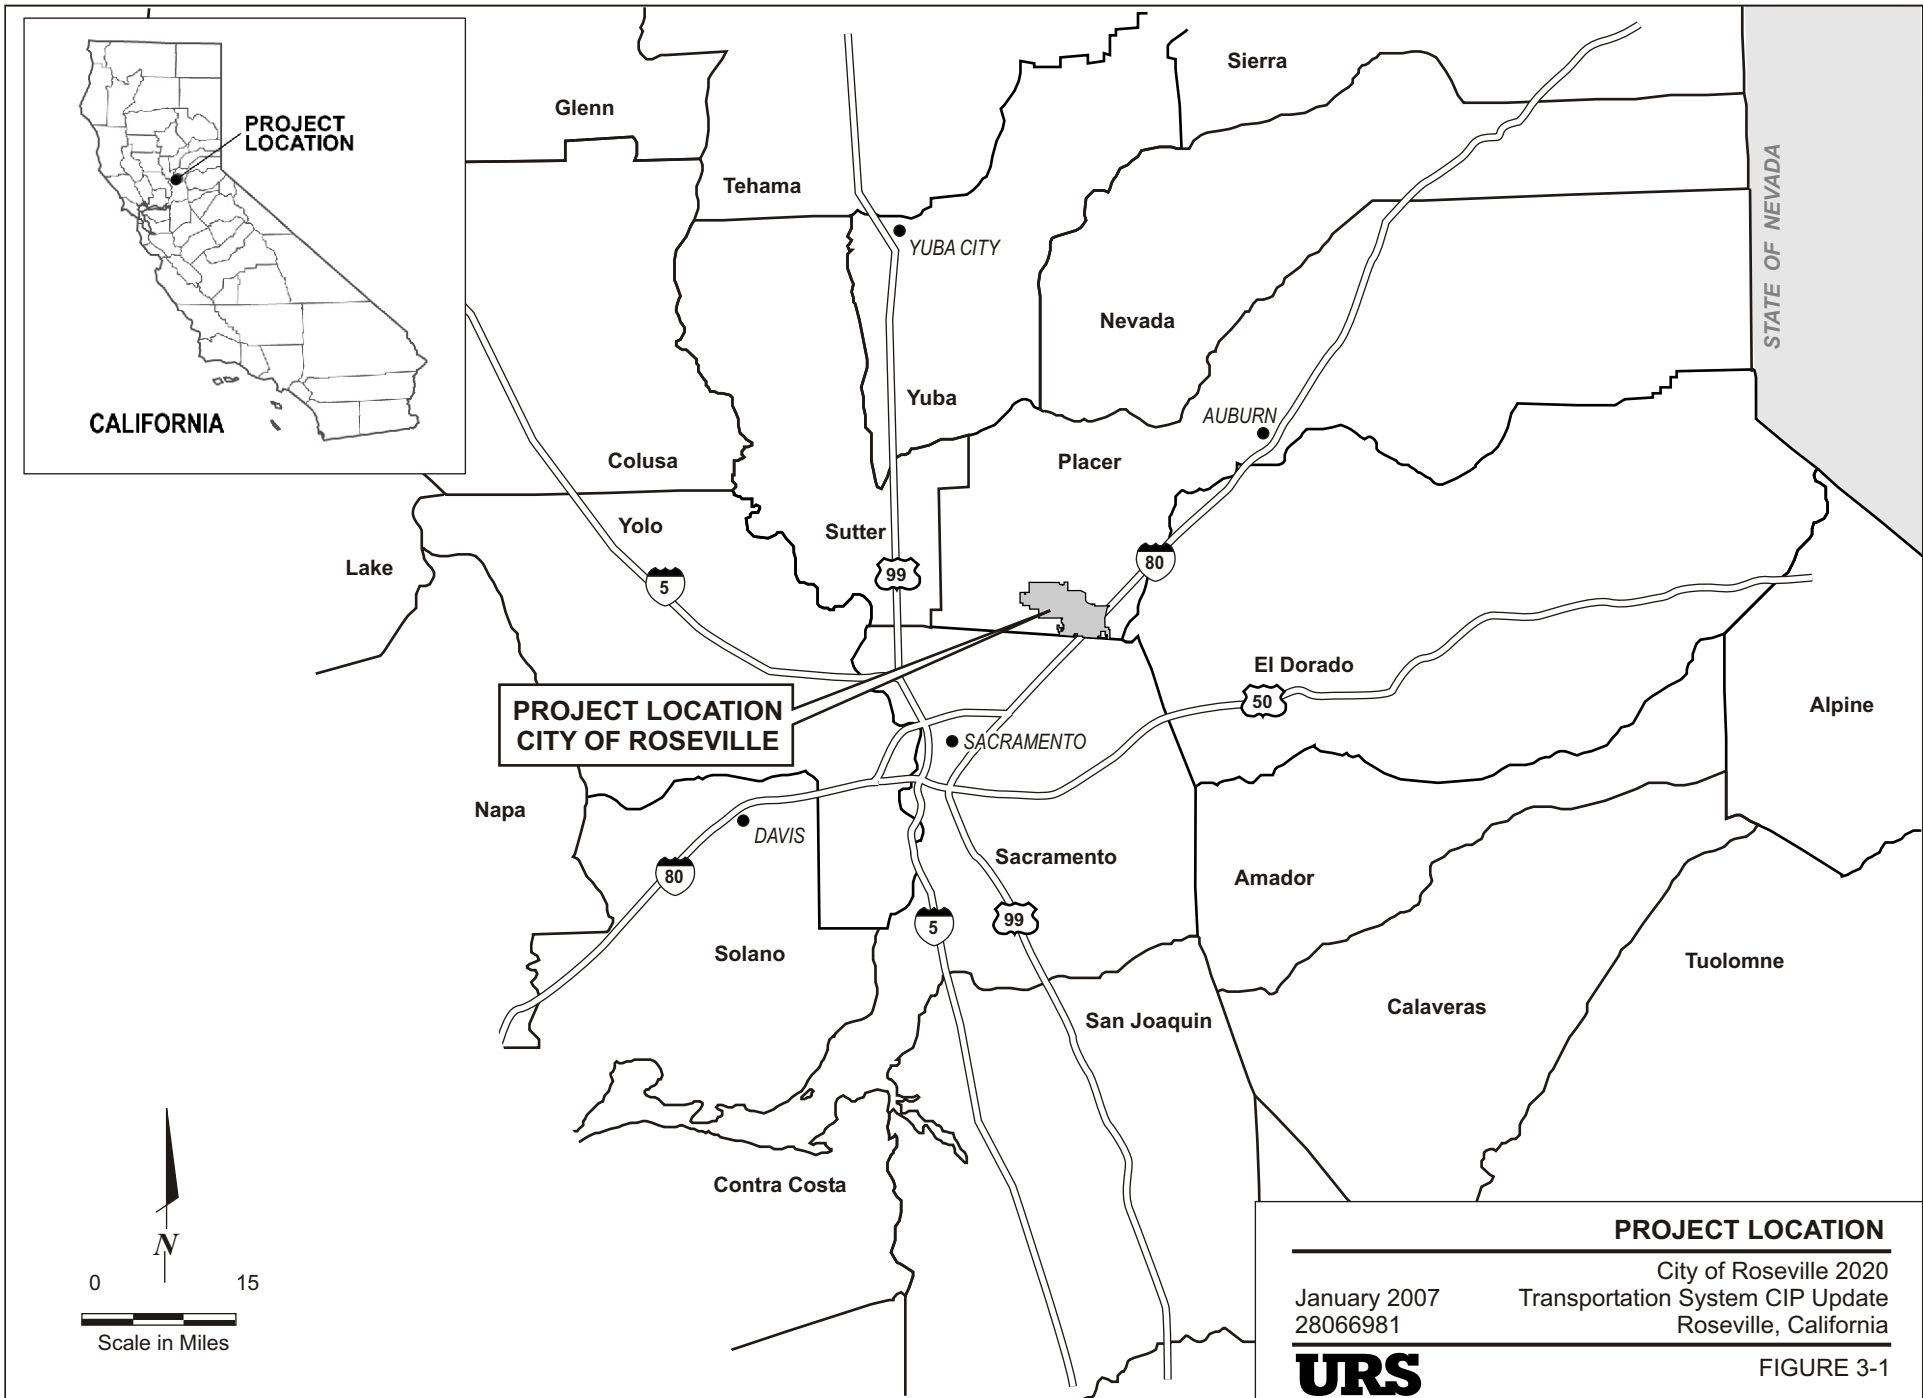 PROJECT
LOCATION
CALIFORNIA
Sierra
Glenn
Tehama
STATE OF NEVADA
YUBA CITY
Nevada
Yuba
AUBURN
Colusa
Placer
Yolo
Sutter
Lake
5
99
80
El Dorado
50
Alpine
PROJECT LOCATION
CITY OF ROSEVILLE
SACRAMENTO
Napa
DAVIS
Sacramento
Amador
80
5
99
Solano
Tuolomne
Calaveras
San Joaquin
Contra Costa
N
0 15
Scale in Miles
PROJECT LOCATION
City of Roseville 2020
January 2007 Transportation System CIP Update
28066981 Roseville, California
URS FIGURE 3-1